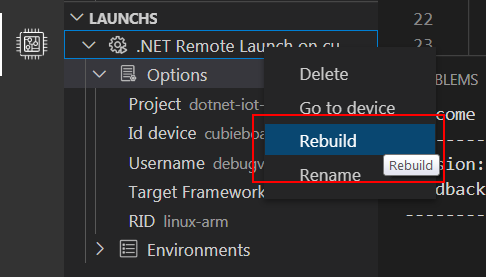 LAUNCHS
22
.NET Remote Launch on cu
23
Options
Delete
Project dotnet-iot-
Go to device
BLEMS
come
Id device cubieboa
Rebuild
Rebuild
sion:
Username debugv
Rename
dback
Target Framework
RID linux-arm
Environments